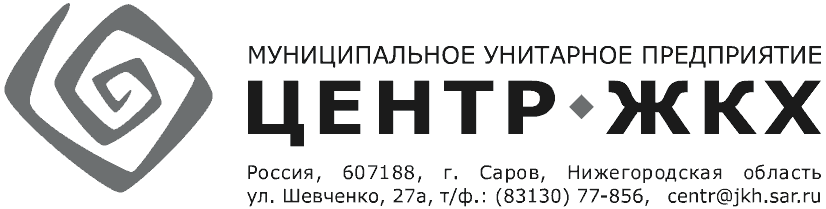 МУНИЦИПАЛЬНОЕ УНИТАРНОЕ ПРЕДПРИЯТИЕ
ЦЕНТР ◆ ЖКХ
Россия, 607188, г. Саров, Нижегородская область
ул. Шевченко, 27а, т/ф.: (83130) 77-856, centr@jkh.sar.ru